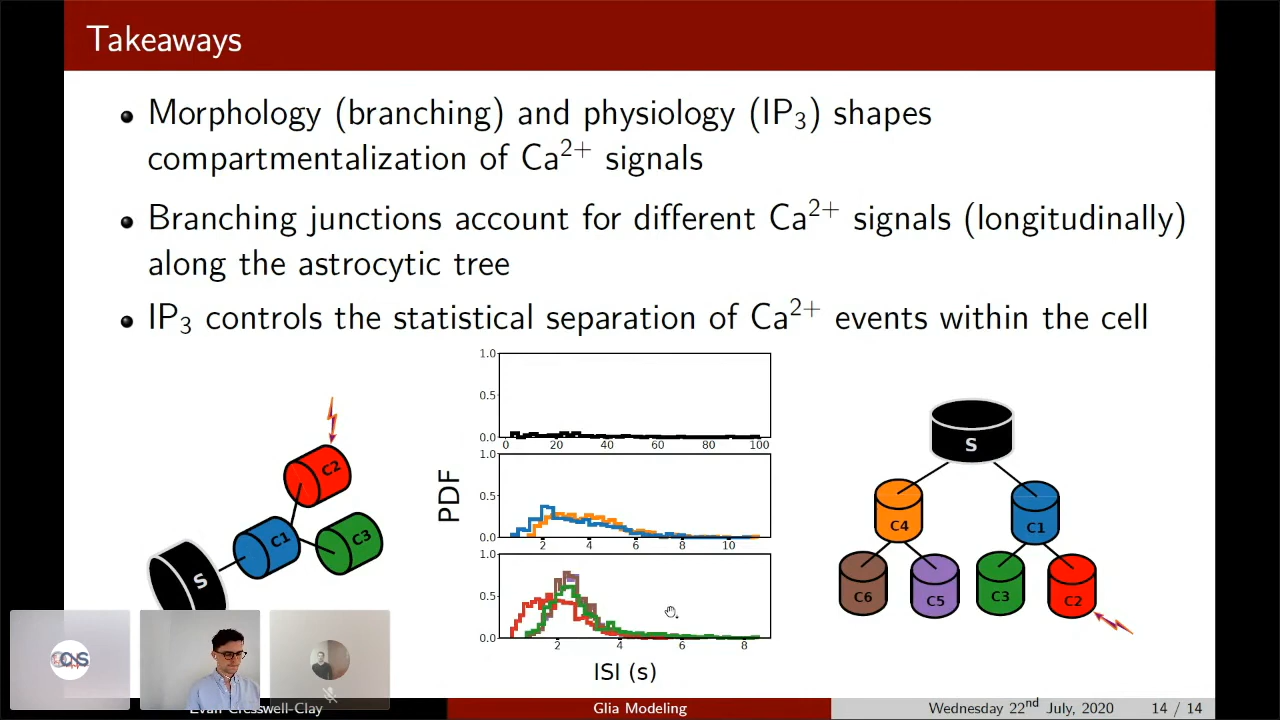 Takeaways
Morphology (branching) and physiology (IP₃) shapes
compartmentalization of Ca²⁺ signals
Branching junctions account for different Ca²⁺ signals (longitudinally)
along the astrocytic tree
IP₃ controls the statistical separation of Ca²⁺ events within the cell
1.0
0.5
0.0
0 20 40 60 80 100
1.0
0.5
0.0
2 4 6 8 10
1.0
0.5
0.0
2 4 6 8
PDF
ISI (s)
C2
C1
C3
S
S
C4
C1
C6
C5
C3
C2
Evan Cresswell-Clay
Glia Modeling
Wednesday 22ⁿᵈ July, 2020
14 / 14